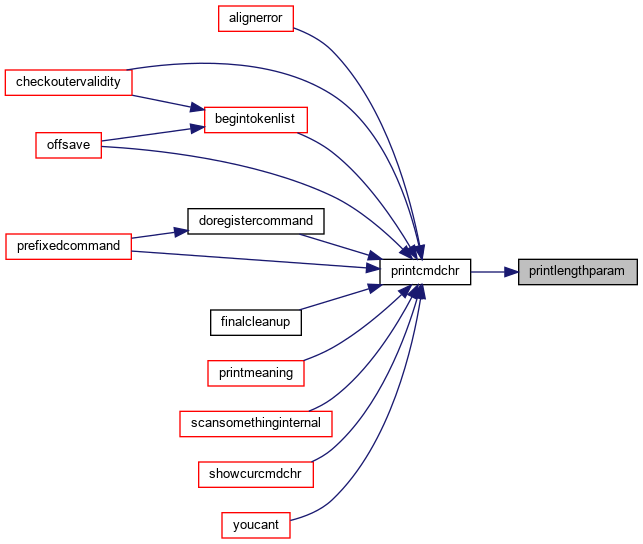 alignerror
checkoutervalidity
begintokenlist
offsave
doregistercommand
prefixedcommand
printcmdchr
printlengthparam
finalcleanup
printmeaning
scansomethinginternal
showcurcmdchr
youcant